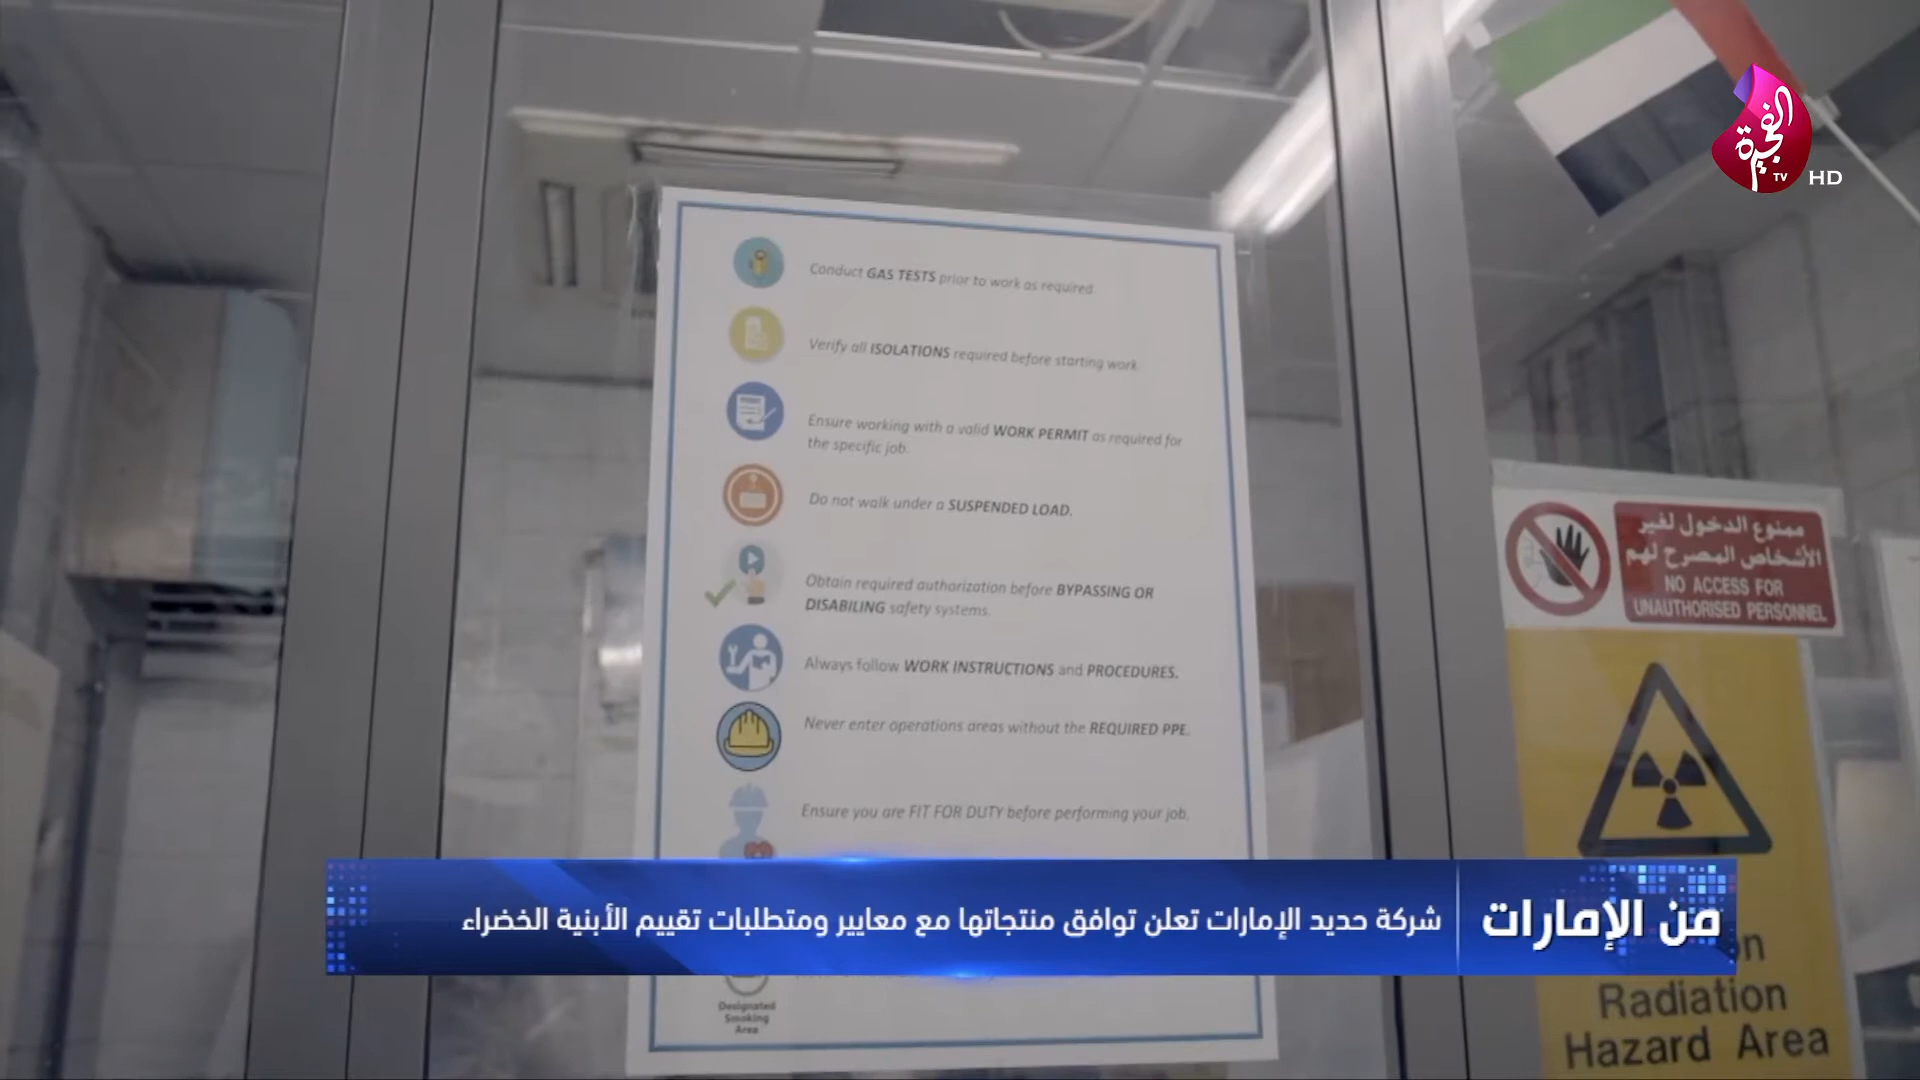 الفجيرة
TV HD
Conduct GAS TESTS prior to work as required.
Verify all ISOLATIONS required before starting work.
Ensure working with a valid WORK PERMIT as required for
the specific job.
Do not walk under a SUSPENDED LOAD.
Obtain required authorization before BYPASSING OR
DISABILING safety systems.
Always follow WORK INSTRUCTIONS and PROCEDURES.
Never enter operations areas without the REQUIRED PPE.
Ensure you are FIT FOR DUTY before performing your job.
Designated
Smoking
Area
ممنوع الدخول لغير
الأشخاص المصرح لهم
NO ACCESS FOR
UNAUTHORISED PERSONNEL
Radiation
Hazard Area
من الإمارات
شركة حديد الإمارات تعلن توافق منتجاتها مع معايير ومتطلبات تقييم الأبنية الخضراء